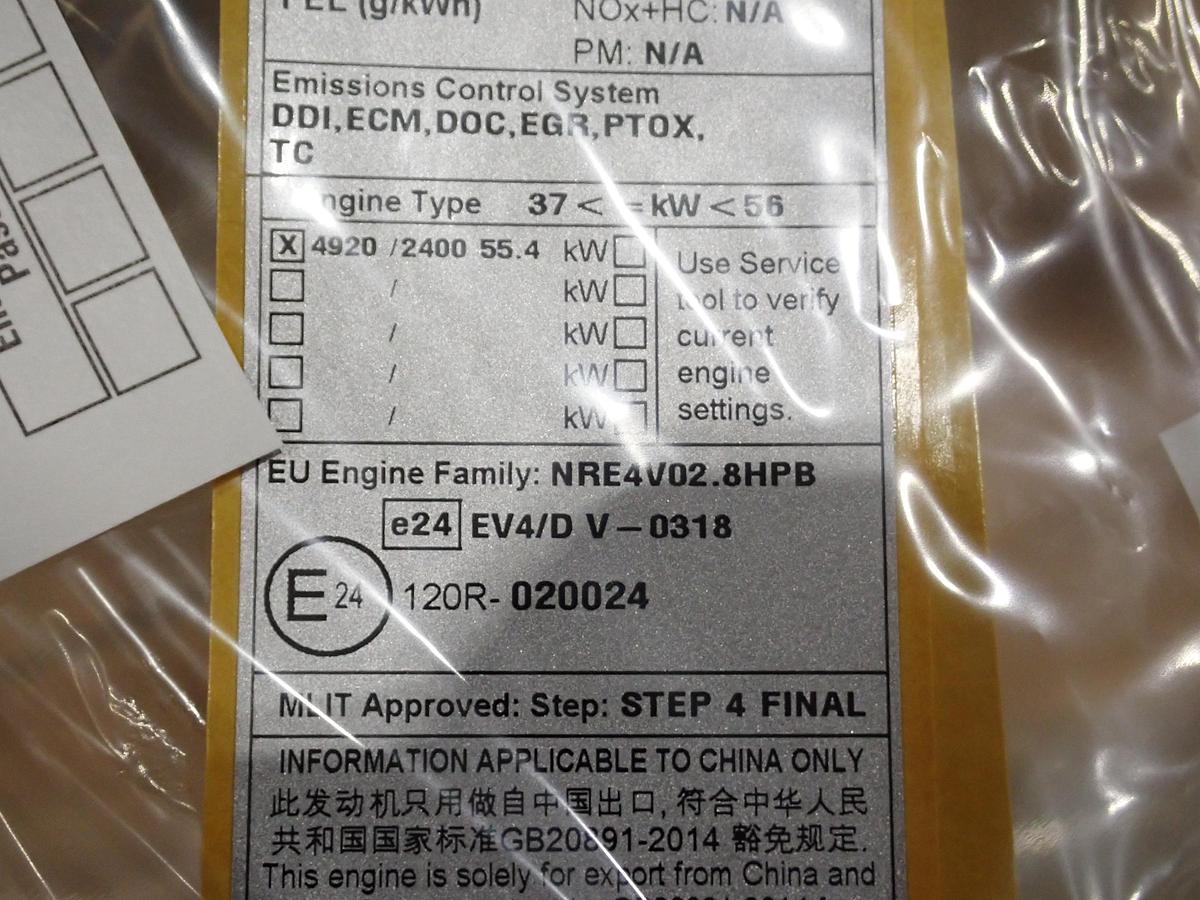 FEL (g/kWh) NOx+HC: N/A
PM: N/A
Emissions Control System
DDI,ECM,DOC,EGR,PTOX,
TC
Engine Type 37 < = kW < 56
X 4920 /2400 55.4 kW
/ kW
/ kW
/ kW
/ kW
Use Service
tool to verify
current
engine
settings.
EU Engine Family: NRE4V02.8HPB
e24 EV4/D V-0318
E 24 120R- 020024
MLIT Approved: Step: STEP 4 FINAL
INFORMATION APPLICABLE TO CHINA ONLY
此发动机只用做自中国出口, 符合中华人民
共和国国家标准GB20891-2014 豁免规定.
This engine is solely for export from China and